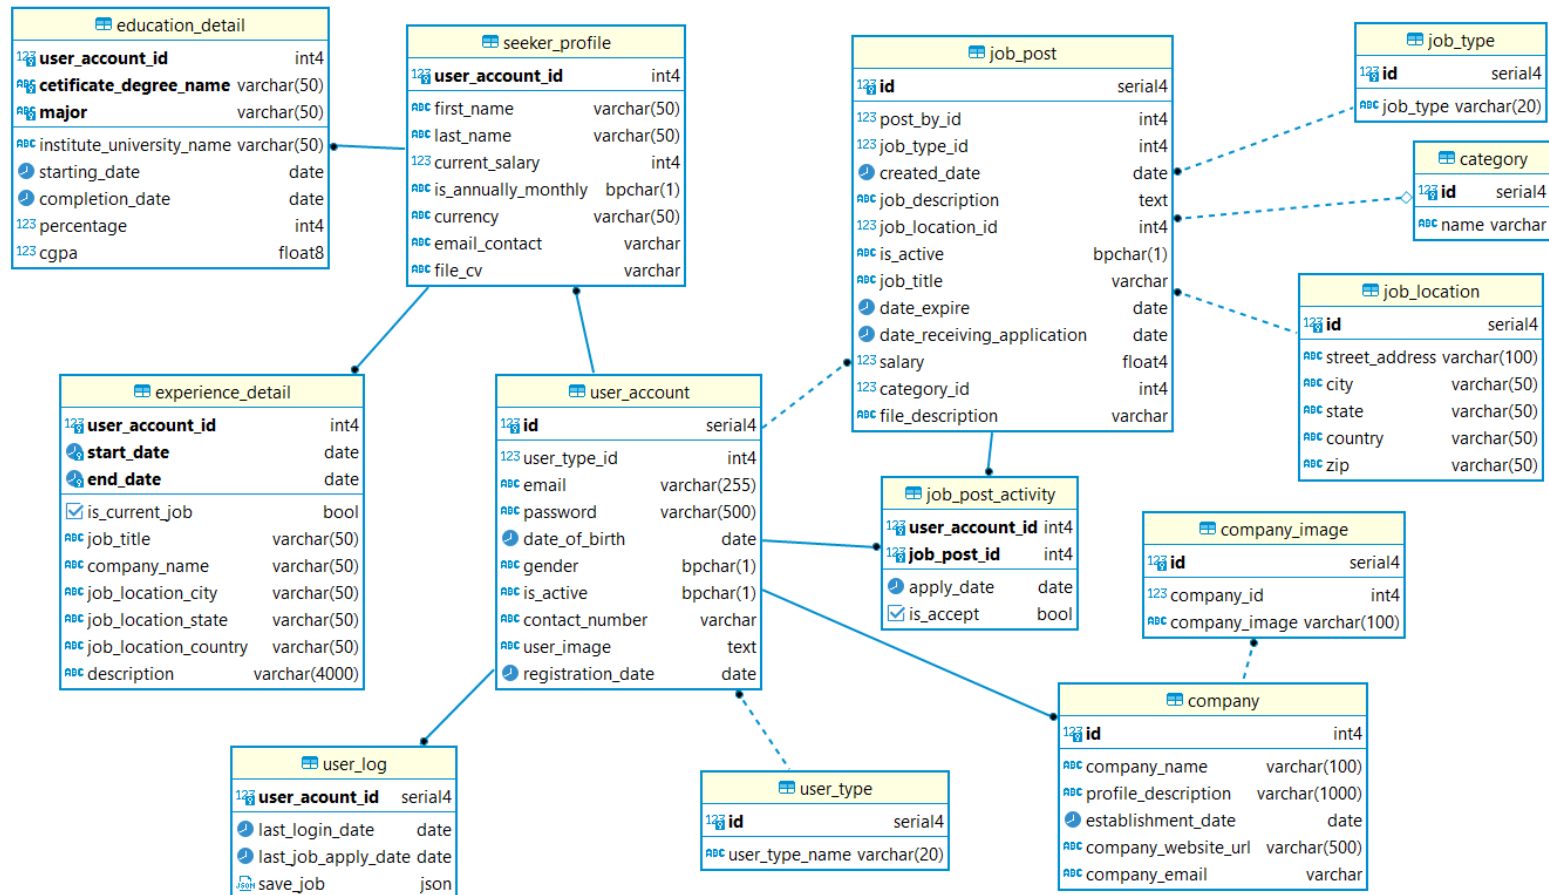 education_detail
user_account_id int4
cetificate_degree_name varchar(50)
major varchar(50)
institute_university_name varchar(50)
starting_date date
completion_date date
percentage int4
cgpa float8
seeker_profile
user_account_id int4
first_name varchar(50)
last_name varchar(50)
current_salary int4
is_annually_monthly bpchar(1)
currency varchar(50)
email_contact varchar
file_cv varchar
job_post
id serial4
post_by_id int4
job_type_id int4
created_date date
job_description text
job_location_id int4
is_active bpchar(1)
job_title varchar
date_expire date
date_receiving_application date
salary float4
category_id int4
file_description varchar
job_type
id serial4
job_type varchar(20)
category
id serial4
name varchar
job_location
id serial4
street_address varchar(100)
city varchar(50)
state varchar(50)
country varchar(50)
zip varchar(50)
experience_detail
user_account_id int4
start_date date
end_date date
is_current_job bool
job_title varchar(50)
company_name varchar(50)
job_location_city varchar(50)
job_location_state varchar(50)
job_location_country varchar(50)
description varchar(4000)
user_account
id serial4
user_type_id int4
email varchar(255)
password varchar(500)
date_of_birth date
gender bpchar(1)
is_active bpchar(1)
contact_number varchar
user_image text
registration_date date
job_post_activity
user_account_id int4
job_post_id int4
apply_date date
is_accept bool
company_image
id serial4
company_id int4
company_image varchar(100)
company
id int4
company_name varchar(100)
profile_description varchar(1000)
establishment_date date
company_website_url varchar(500)
company_email varchar
user_log
user_acount_id serial4
last_login_date date
last_job_apply_date date
save_job json
user_type
id serial4
user_type_name varchar(20)